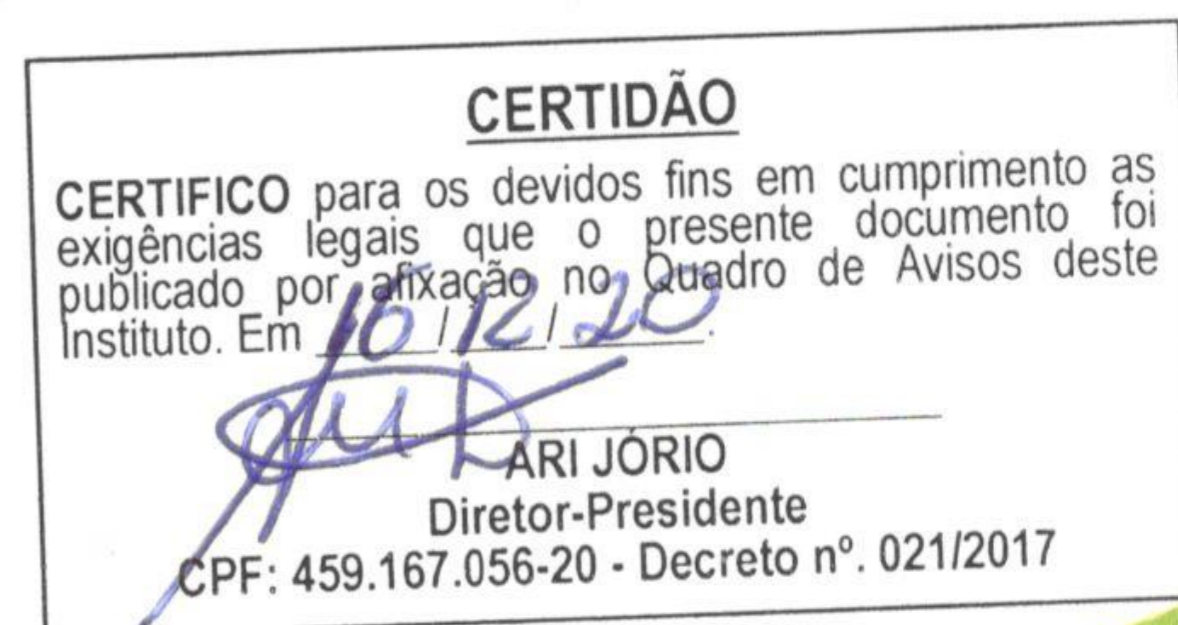 CERTIDÃO
CERTIFICO para os devidos fins em cumprimento as
exigências legais que o presente documento foi
publicado por afixação no Quadro de Avisos deste
Instituto. Em 10/12/20.
ARI JÓRIO
Diretor-Presidente
CPF: 459.167.056-20 - Decreto nº. 021/2017